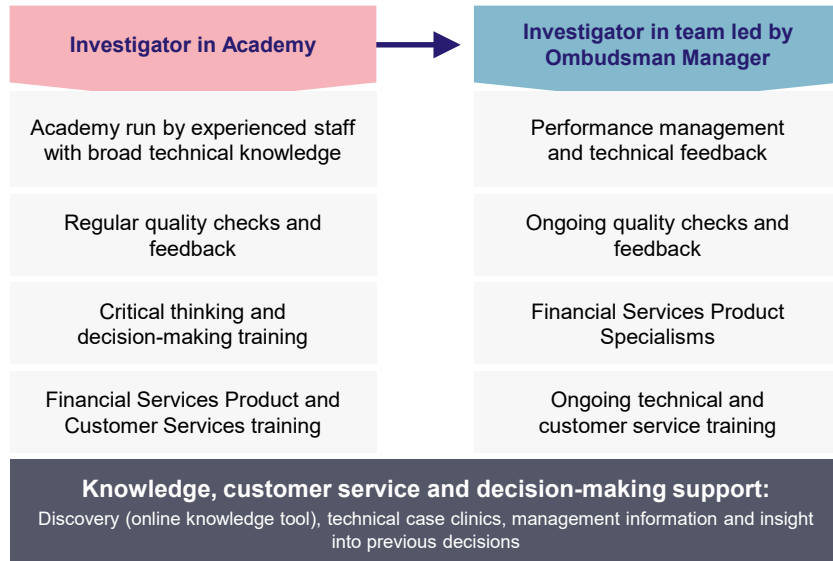 Investigator in Academy
Investigator in team led by
Ombudsman Manager
Academy run by experienced staff
with broad technical knowledge
Performance management
and technical feedback
Regular quality checks and
feedback
Ongoing quality checks and
feedback
Critical thinking and
decision-making training
Financial Services Product
Specialisms
Financial Services Product and
Customer Services training
Ongoing technical and
customer service training
Knowledge, customer service and decision-making support:
Discovery (online knowledge tool), technical case clinics, management information and insight
into previous decisions